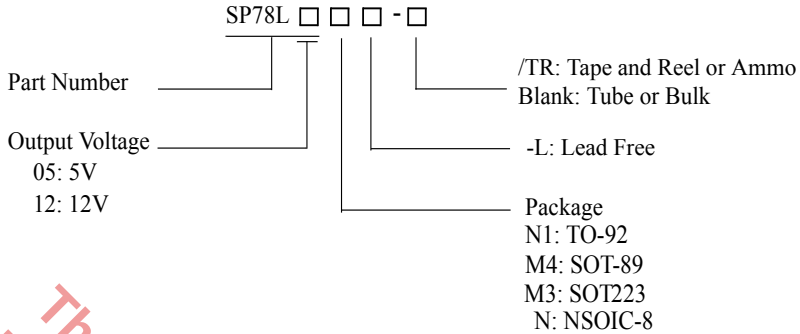 SP78L □ □ □ - □
Part Number
/TR: Tape and Reel or Ammo
Blank: Tube or Bulk
Output Voltage
05: 5V
12: 12V
-L: Lead Free
Package
N1: TO-92
M4: SOT-89
M3: SOT223
N: NSOIC-8
Th